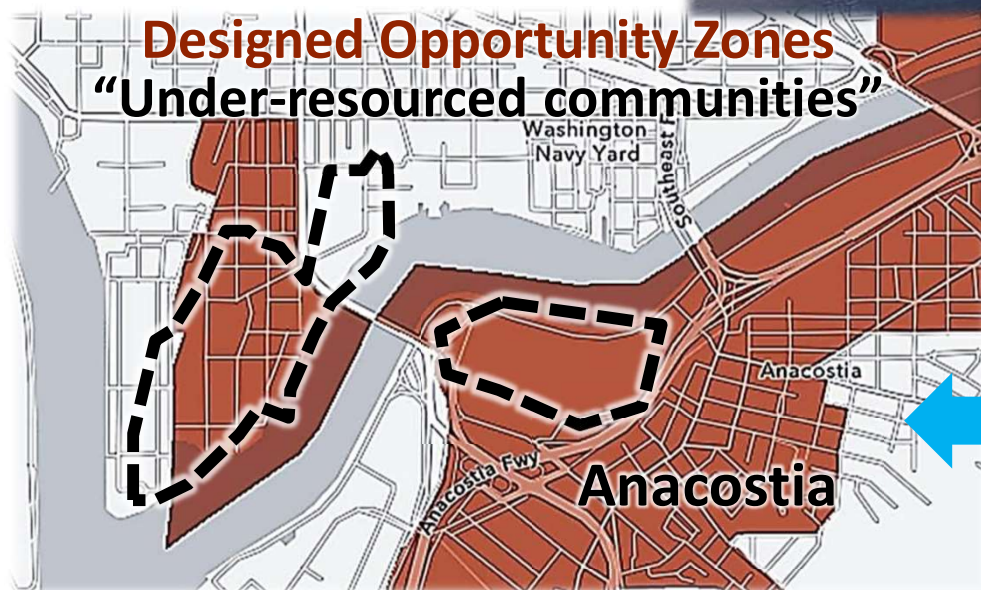 Designed Opportunity Zones
“Under-resourced communities”
Washington
Navy Yard
Southeast F
Anacostia
Anacostia Fwy
Anacostia